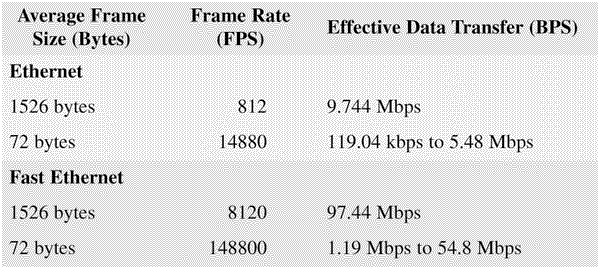 Average Frame Size (Bytes) Frame Rate (FPS) Effective Data Transfer (BPS)
Ethernet
1526 bytes 812 9.744 Mbps
72 bytes 14880 119.04 kbps to 5.48 Mbps
Fast Ethernet
1526 bytes 8120 97.44 Mbps
72 bytes 148800 1.19 Mbps to 54.8 Mbps